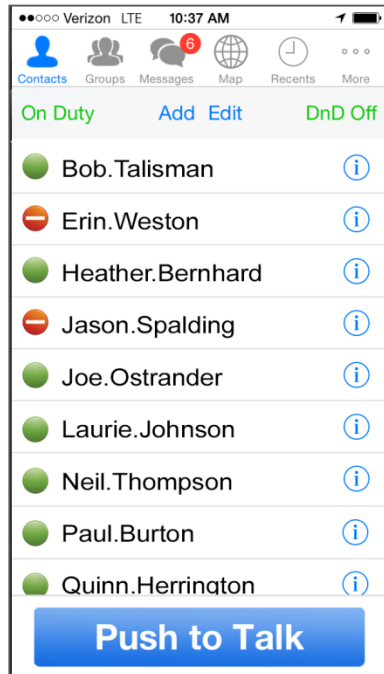 Verizon LTE 10:37 AM
6
Contacts Groups Messages Map Recents More
On Duty Add Edit DnD Off
Bob.Talisman i
Erin.Weston i
Heather.Bernhard i
Jason.Spalding i
Joe.Ostrander i
Laurie.Johnson i
Neil.Thompson i
Paul.Burton i
Quinn.Herrington i
Push to Talk